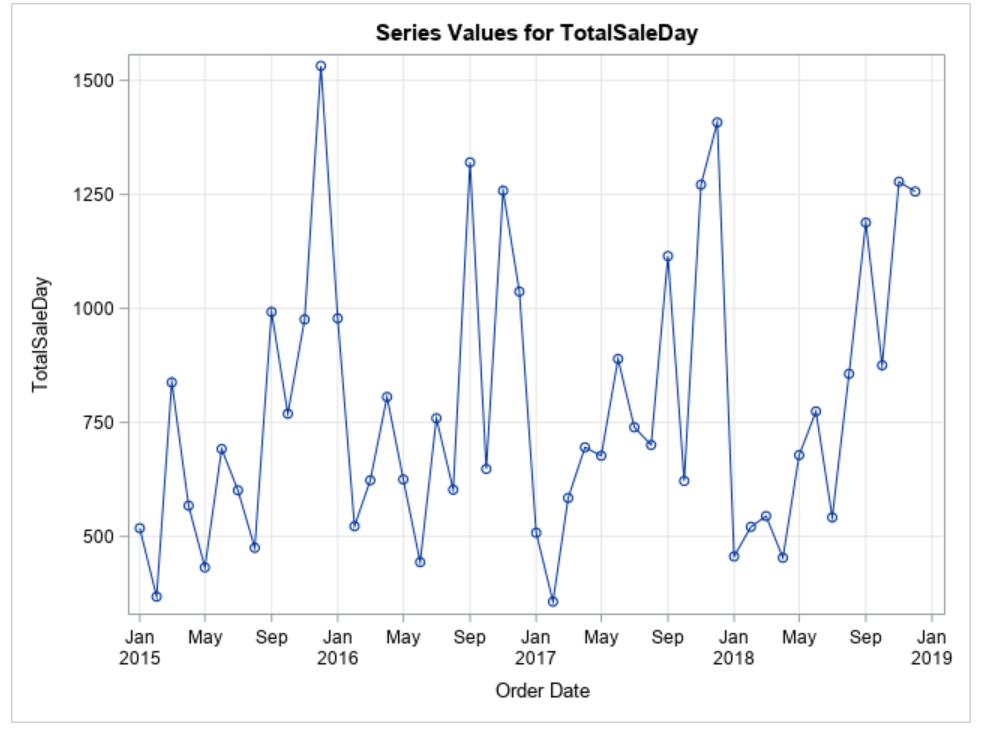 Series Values for TotalSaleDay
1500
1250
1000
750
500
TotalSaleDay
Jan May Sep Jan May Sep Jan May Sep Jan May Sep Jan
2015 2016 2017 2018 2019
Order Date